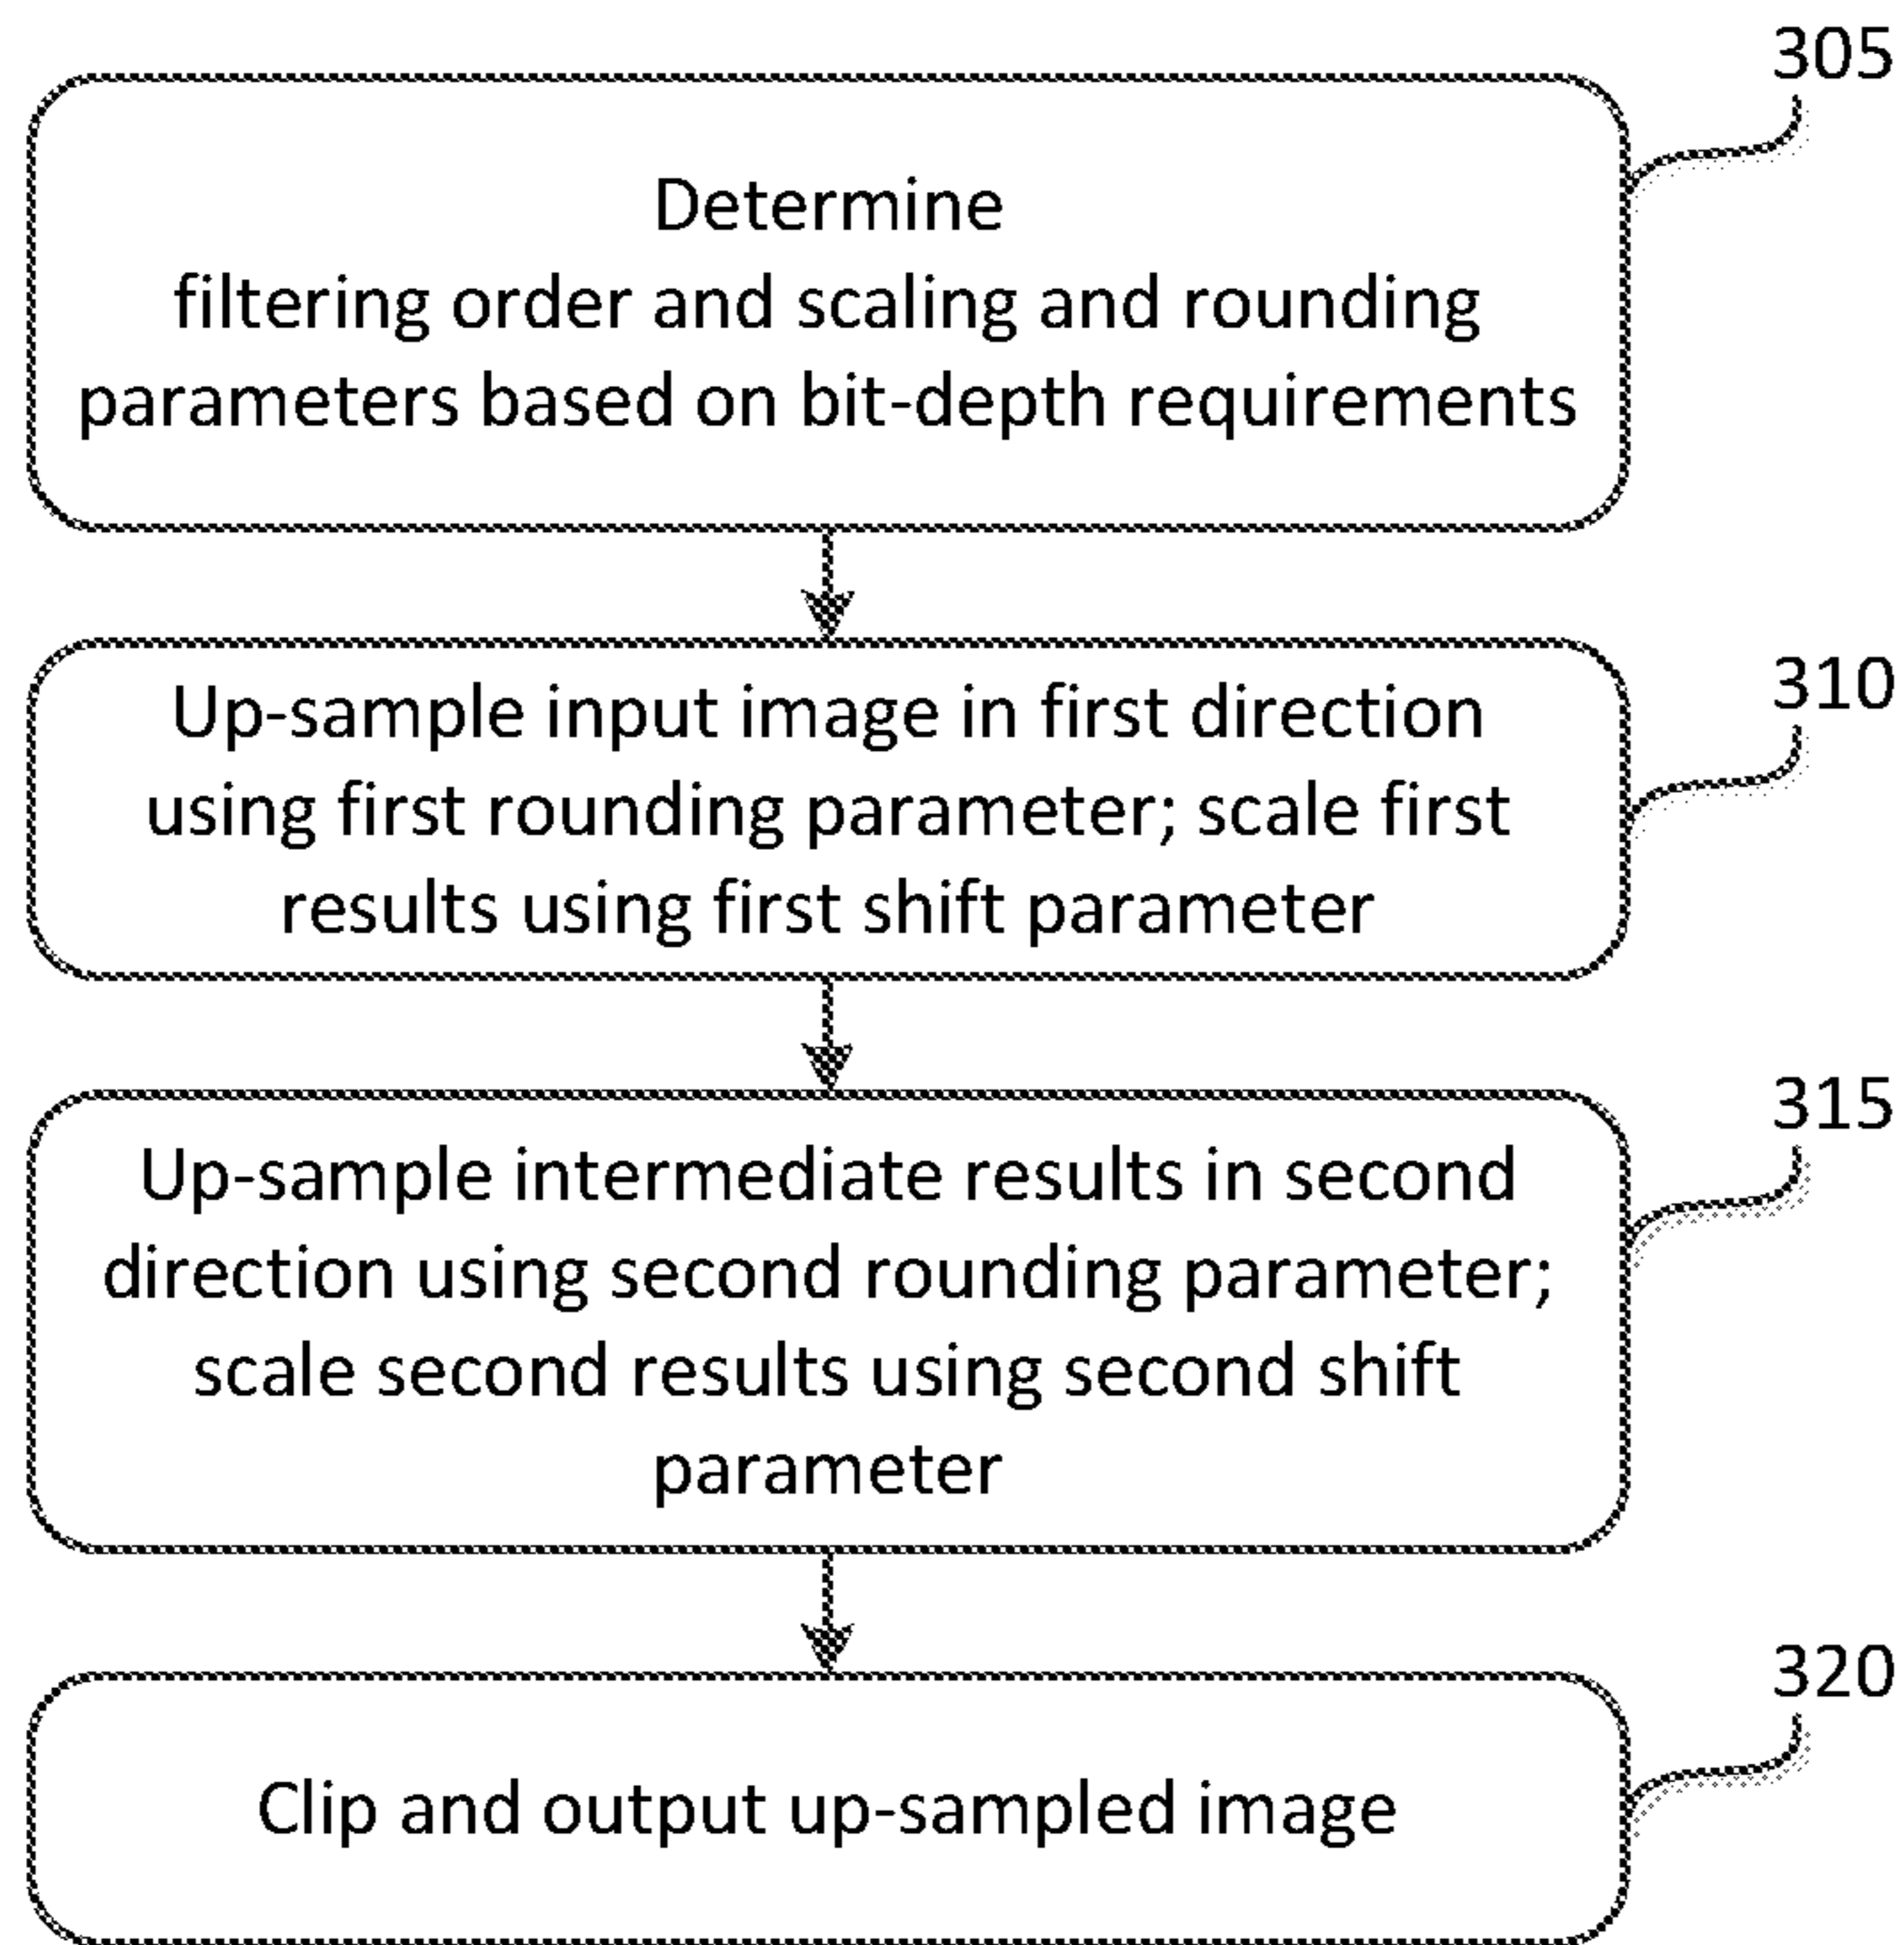 305
Determine
filtering order and scaling and rounding
parameters based on bit-depth requirements
310
Up-sample input image in first direction
using first rounding parameter; scale first
results using first shift parameter
315
Up-sample intermediate results in second
direction using second rounding parameter;
scale second results using second shift
parameter
320
Clip and output up-sampled image